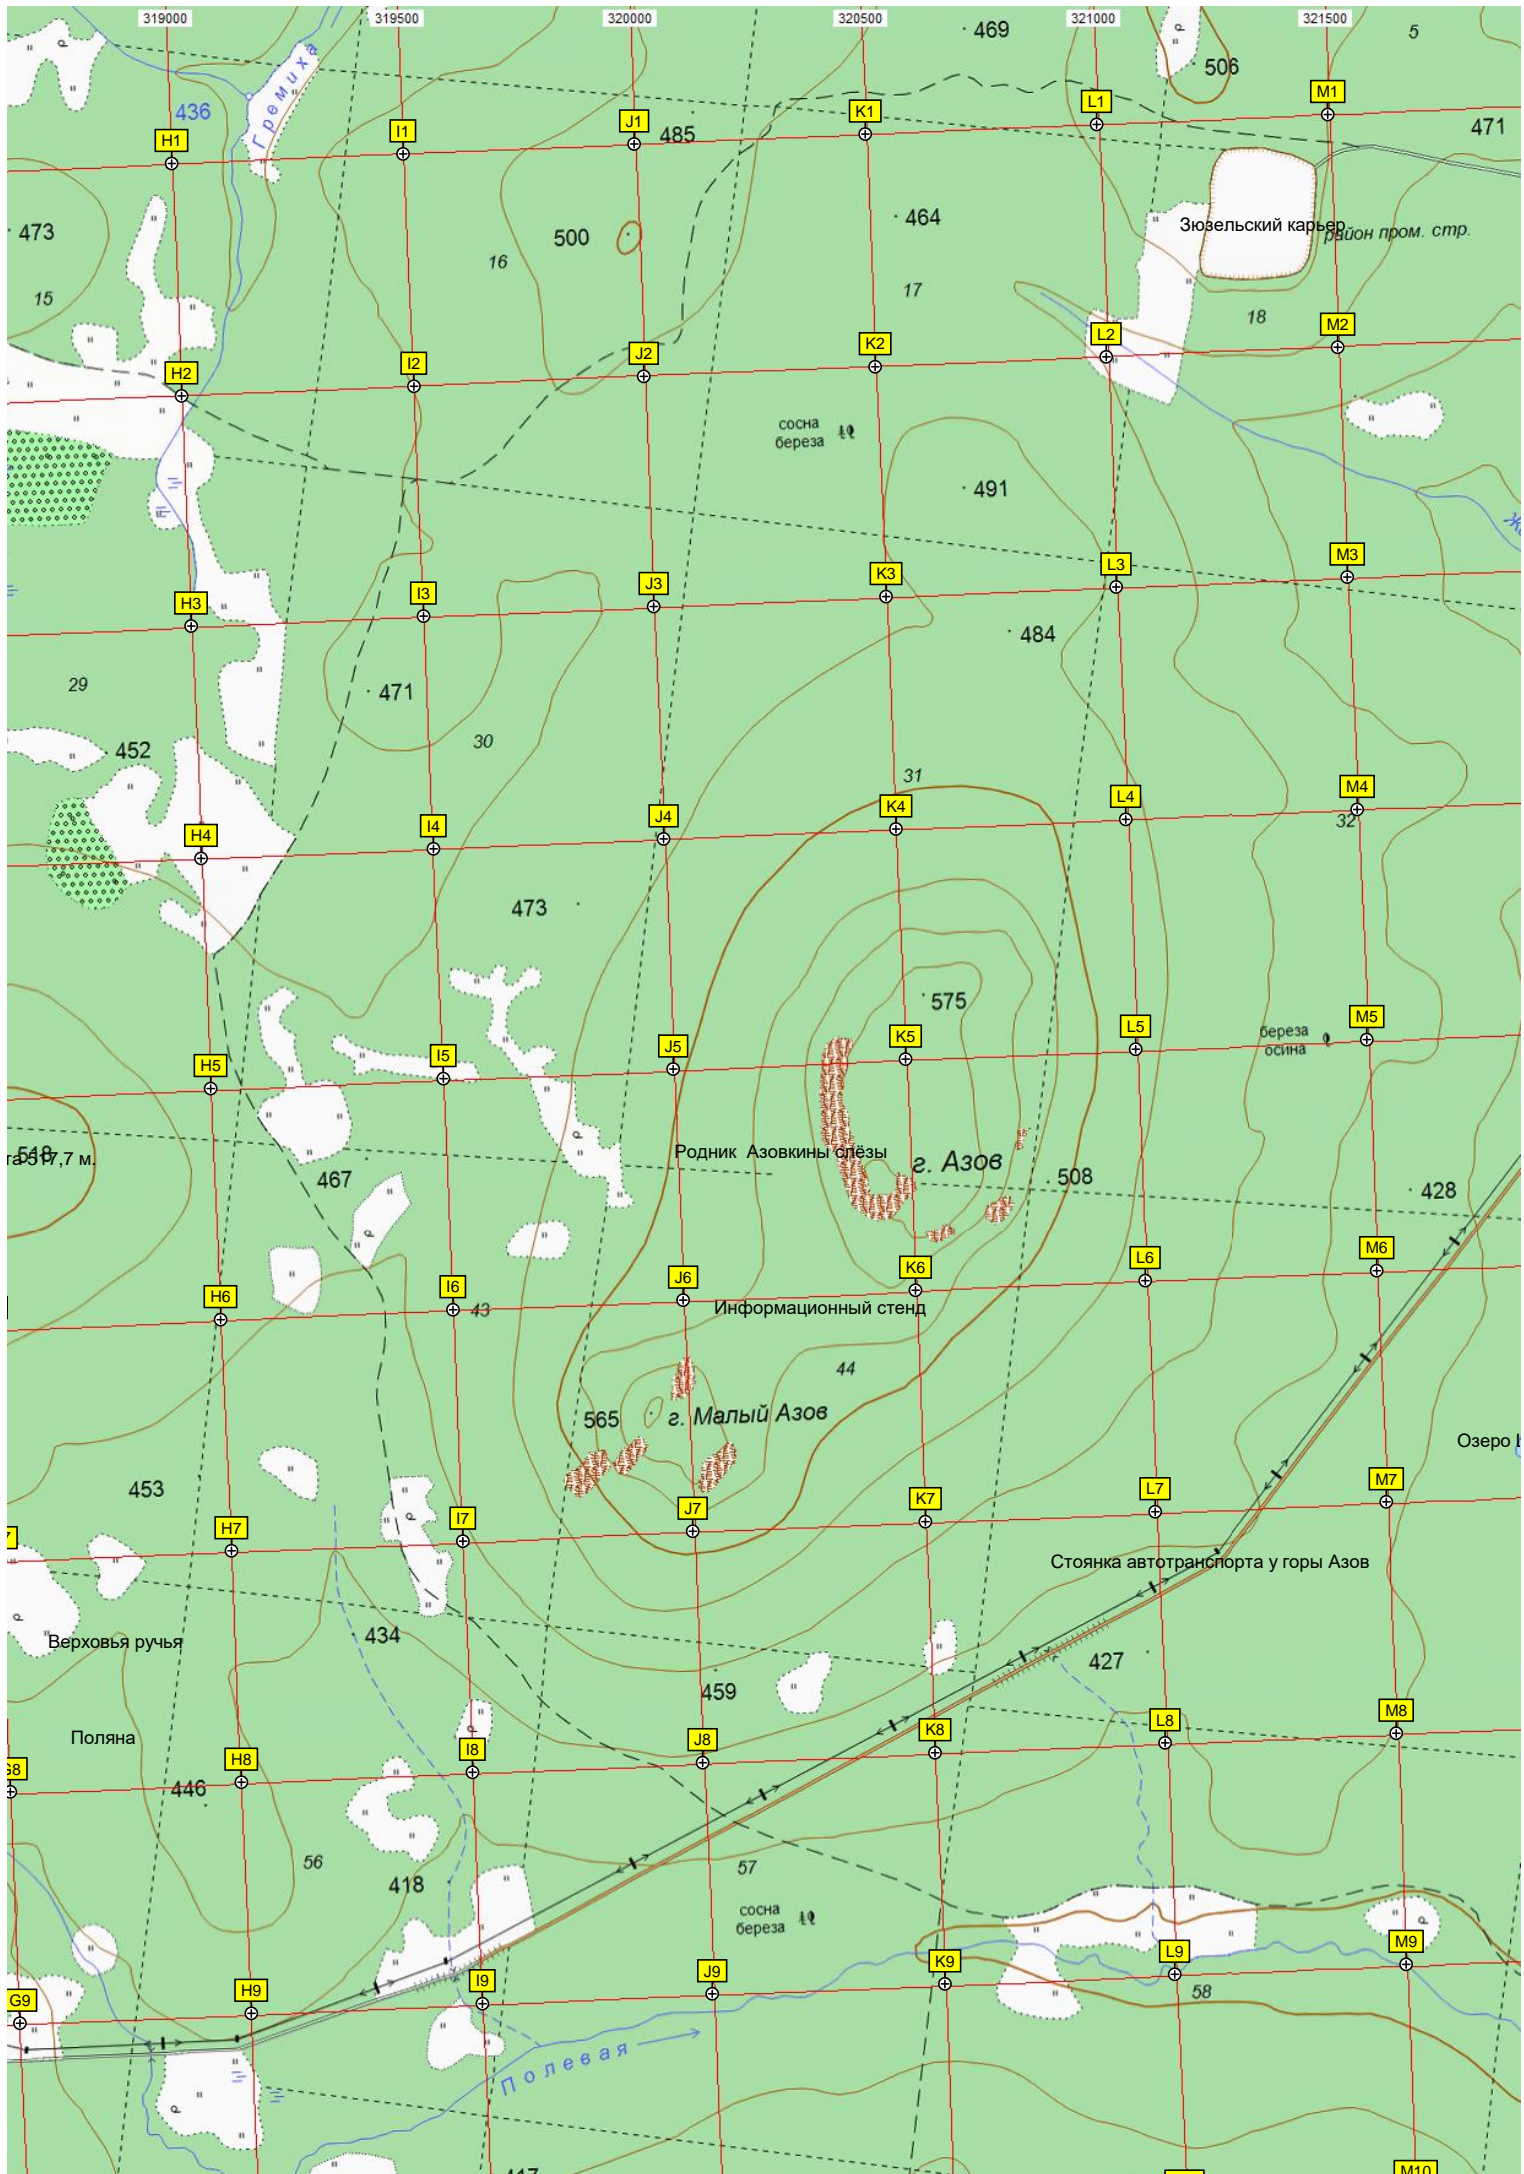 319000 319500 320000 320500 321000 321500
469
5
506
436
Гремиха
H1 I1 J1 K1 L1 M1
485
471
473
500
464
Зюзельский карьер
район пром. стр.
16
15
17
18
H2 I2 J2 K2 L2 M2
сосна
береза
491
H3 I3 J3 K3 L3 M3
484
29
471
452
30
31
H4 I4 J4 K4 L4 M4
32
473
575
H5 I5 J5 K5 L5 M5
береза
осина
518
та 517,7 м.
Родник Азовкины слёзы
г. Азов
467
508
428
H6 I6 J6 K6 L6 M6
43
Информационный стенд
44
565
г. Малый Азов
Озеро
453
7 H7 I7 J7 K7 L7 M7
Стоянка автотранспорта у горы Азов
434
Верховья ручья
427
459
Поляна
G8 H8 I8 J8 K8 L8 M8
446
56
57
418
сосна
береза
G9 H9 I9 J9 K9 L9 M9
58
Полевая
417
M10